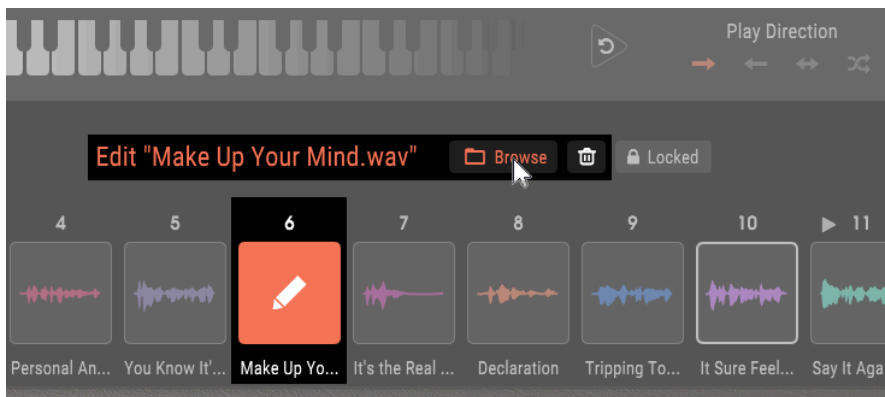 Play Direction
Edit "Make Up Your Mind.wav" Browse Locked
4 5 6 7 8 9 10 11
Personal An... You Know It'... Make Up Yo... It's the Real ... Declaration Tripping To... It Sure Feel... Say It Aga